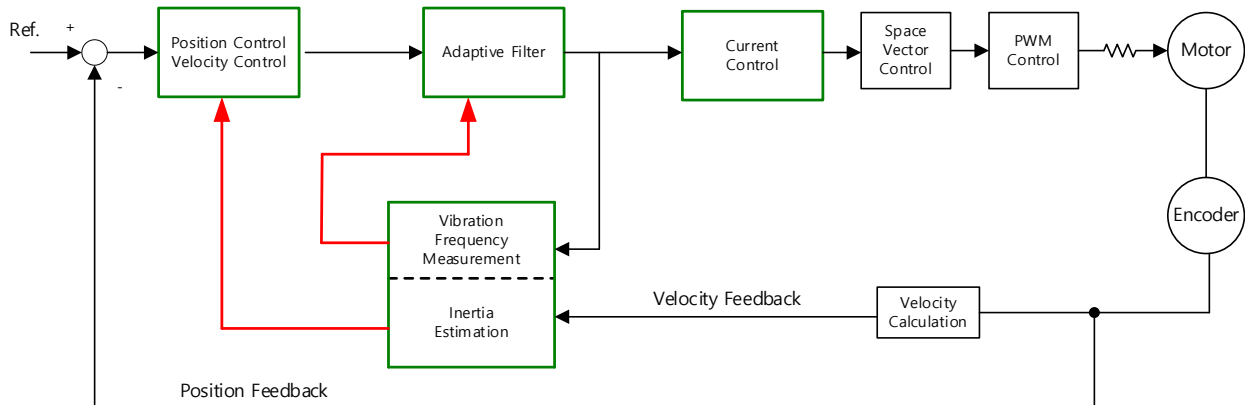 Ref.
+
-
Position Control
Velocity Control
Adaptive Filter
Current
Control
Space
Vector
Control
PWM
Control
Motor
Encoder
Vibration
Frequency
Measurement
Inertia
Estimation
Velocity Feedback
Velocity
Calculation
Position Feedback